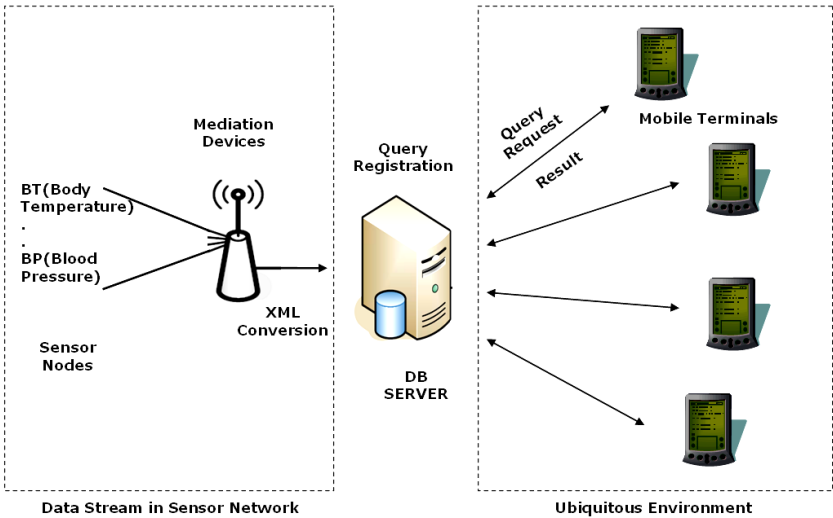 Mediation
Devices
BT(Body
Temperature)
.
.
BP(Blood
Pressure)
XML
Conversion
Sensor
Nodes
Data Stream in Sensor Network
Query
Registration
DB
SERVER
Query
Request
Result
Mobile Terminals
Ubiquitous Environment